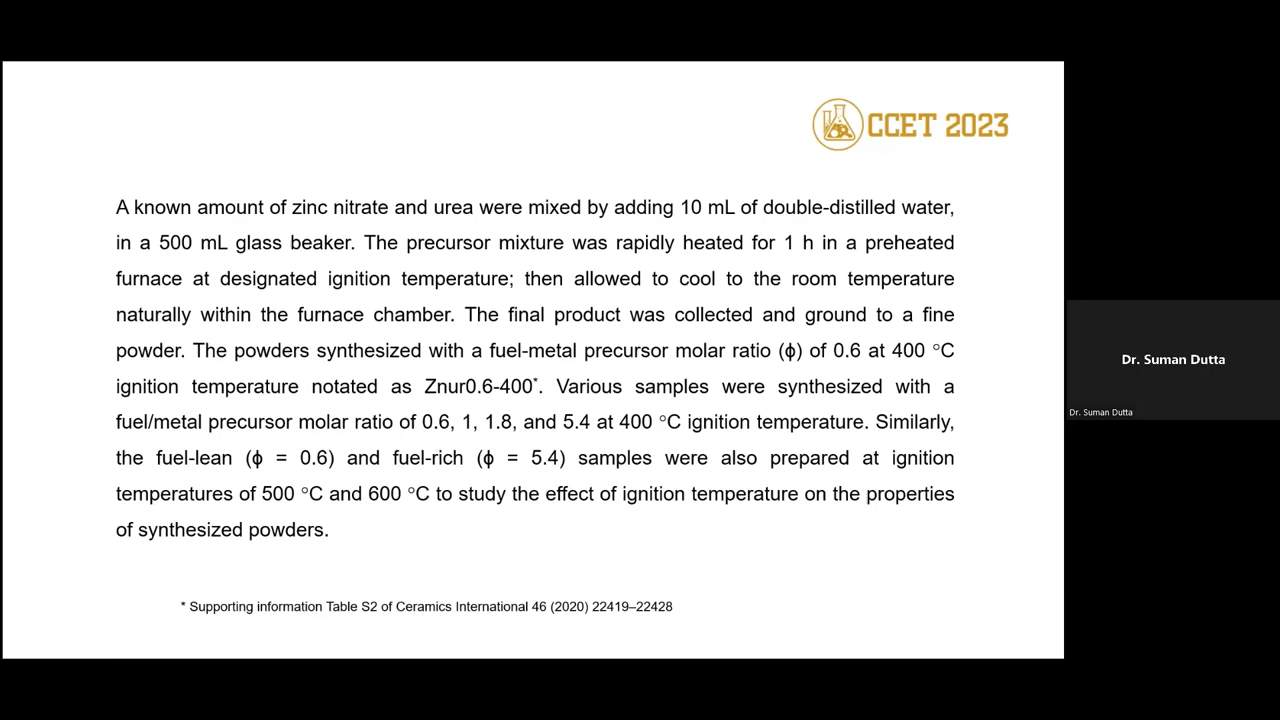 CCET 2023
A known amount of zinc nitrate and urea were mixed by adding 10 mL of double-distilled water,
in a 500 mL glass beaker. The precursor mixture was rapidly heated for 1 h in a preheated
furnace at designated ignition temperature; then allowed to cool to the room temperature
naturally within the furnace chamber. The final product was collected and ground to a fine
powder. The powders synthesized with a fuel-metal precursor molar ratio (ϕ) of 0.6 at 400 °C
ignition temperature notated as Znur0.6-400*. Various samples were synthesized with a
fuel/metal precursor molar ratio of 0.6, 1, 1.8, and 5.4 at 400 °C ignition temperature. Similarly,
the fuel-lean (ϕ = 0.6) and fuel-rich (ϕ = 5.4) samples were also prepared at ignition
temperatures of 500 °C and 600 °C to study the effect of ignition temperature on the properties
of synthesized powders.
* Supporting information Table S2 of Ceramics International 46 (2020) 22419–22428
Dr. Suman Dutta
Dr. Suman Dutta